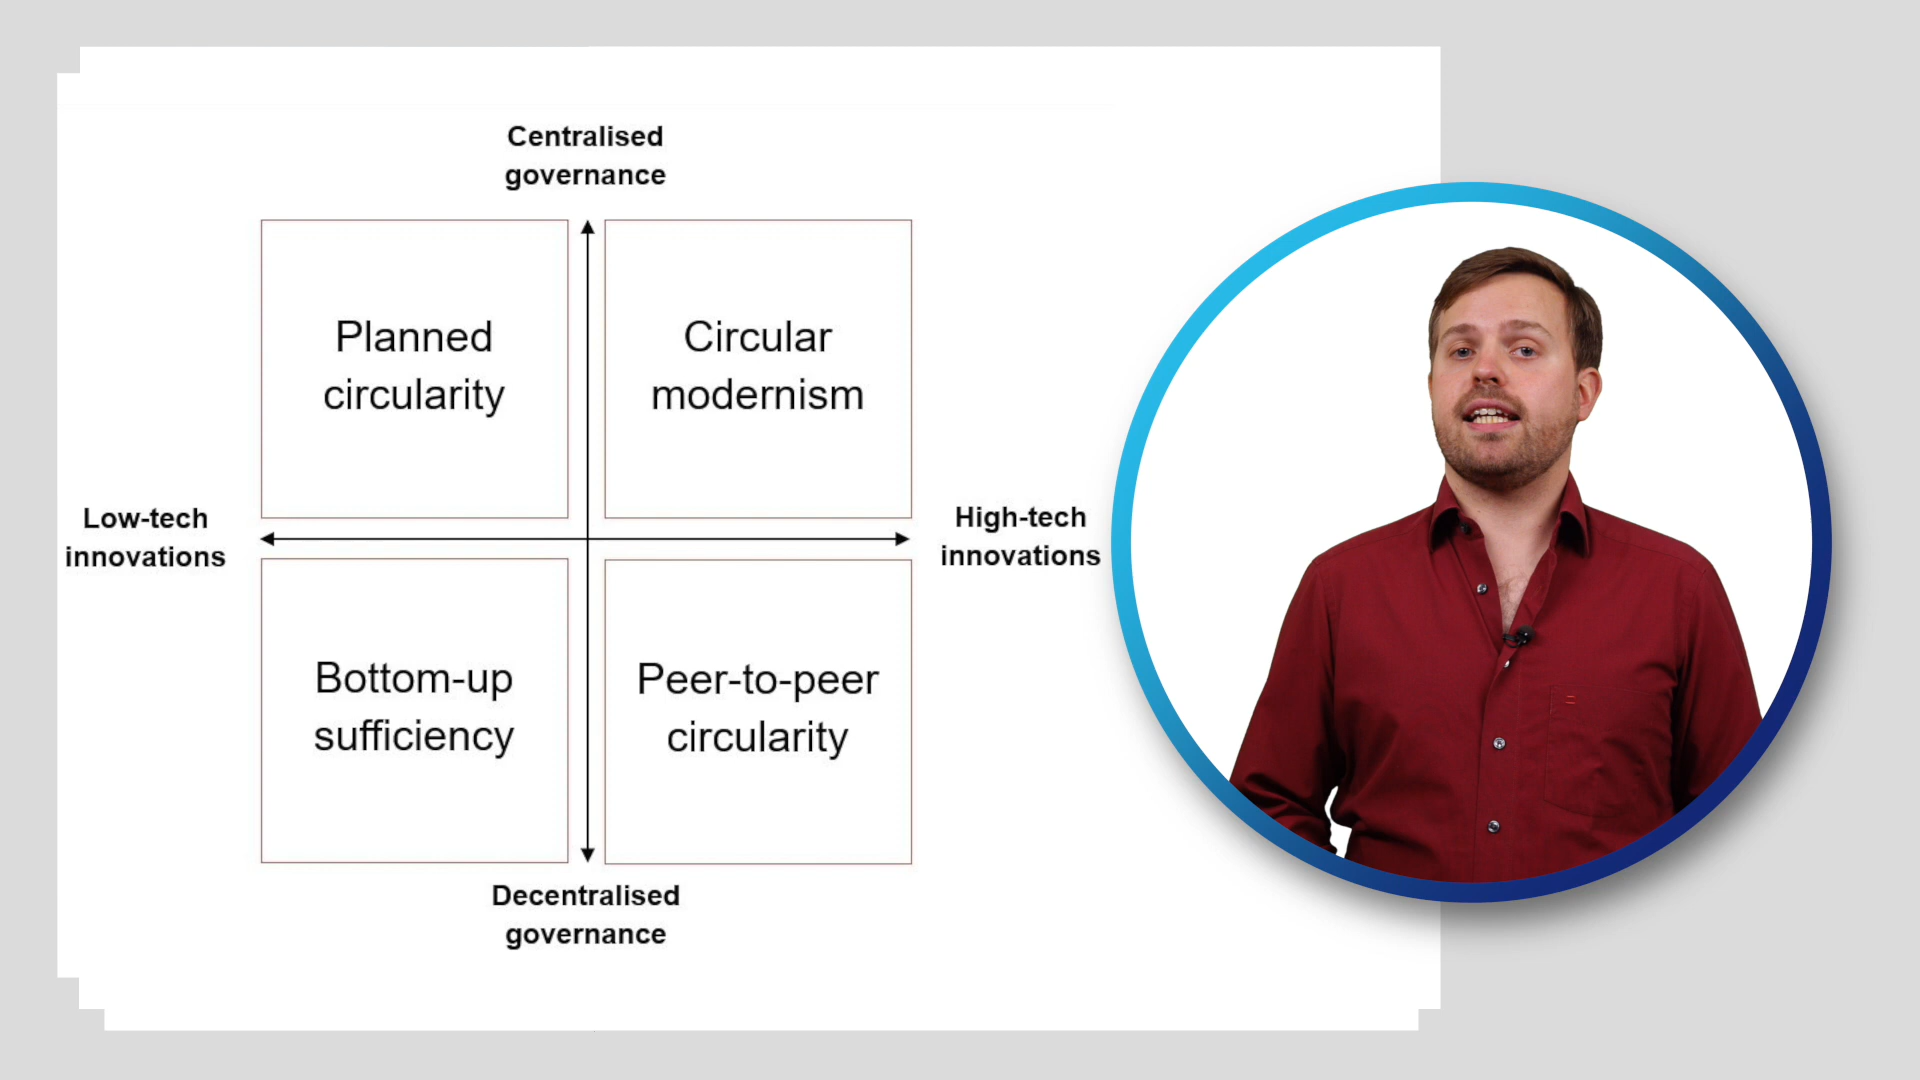 Centralised
governance
Planned
circularity
Circular
modernism
Low-tech
innovations
High-tech
innovations
Bottom-up
sufficiency
Peer-to-peer
circularity
Decentralised
governance